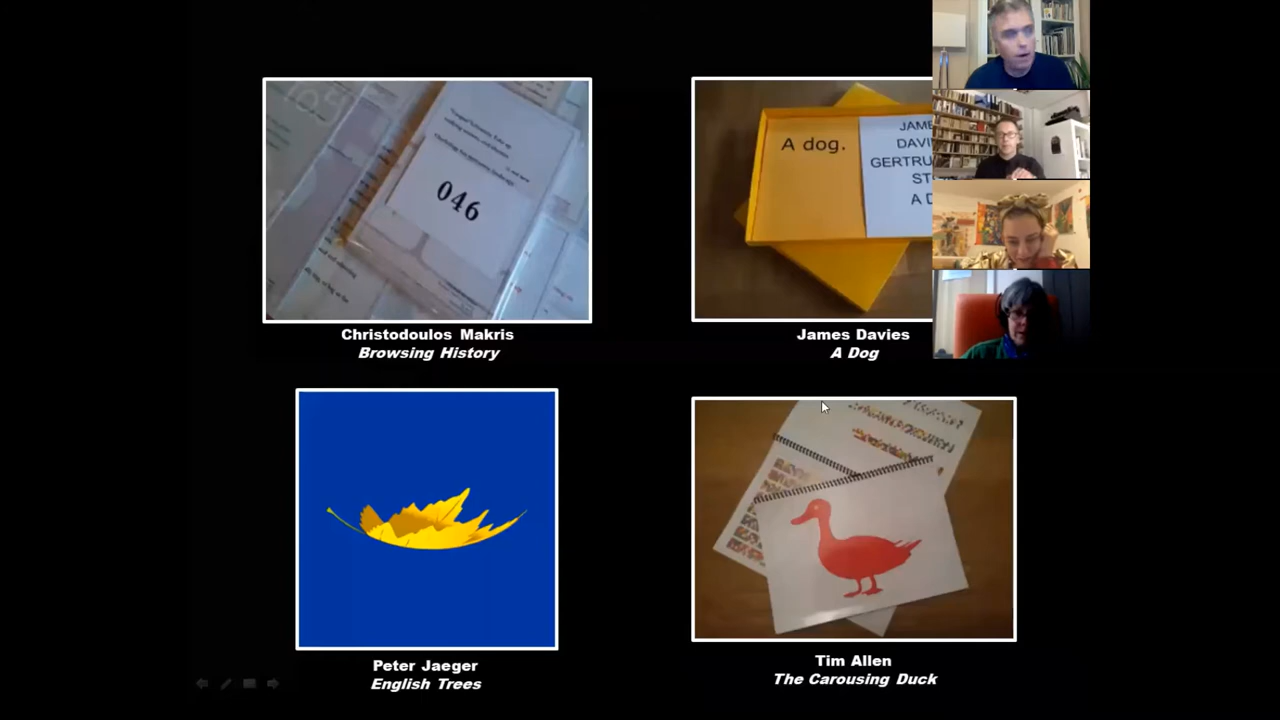 046
Christodoulos Makris
Browsing History
A dog.
JAME
DAVI
GERTRU
ST
A D
James Davies
A Dog
Peter Jaeger
English Trees
Tim Allen
The Carousing Duck